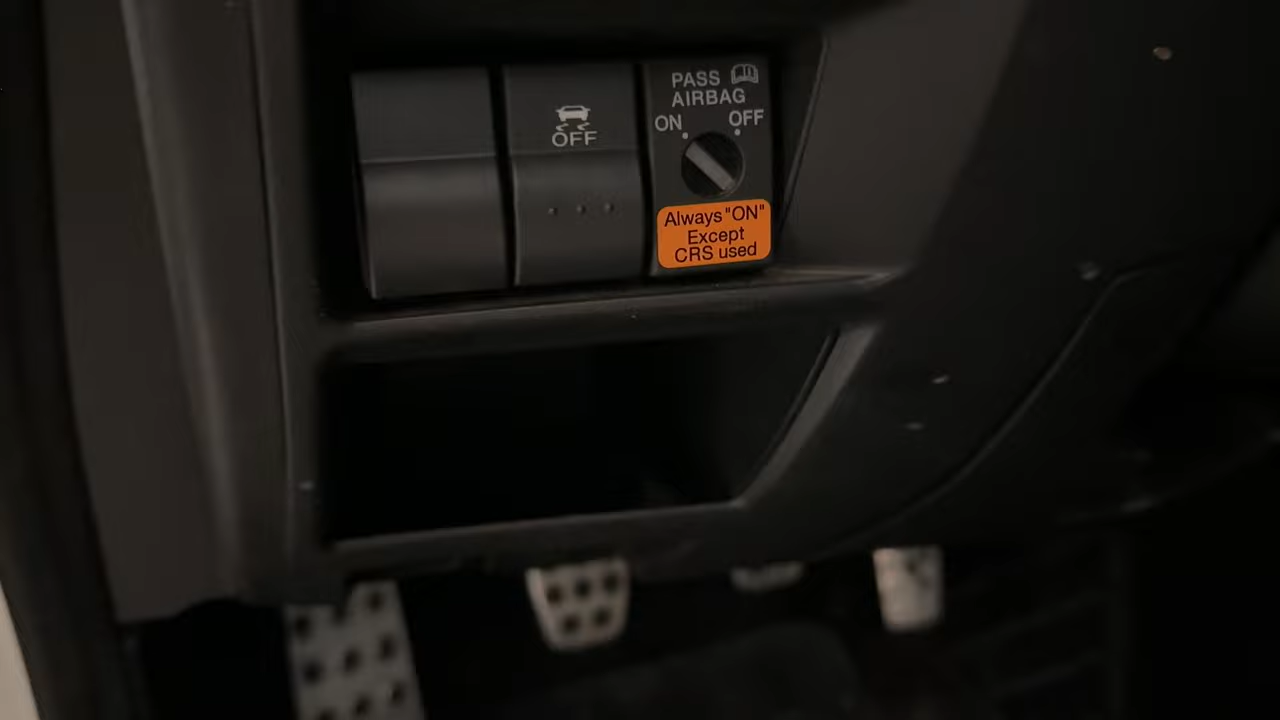 OFF
PASS
AIRBAG
ON OFF
Always "ON"
Except
CRS used